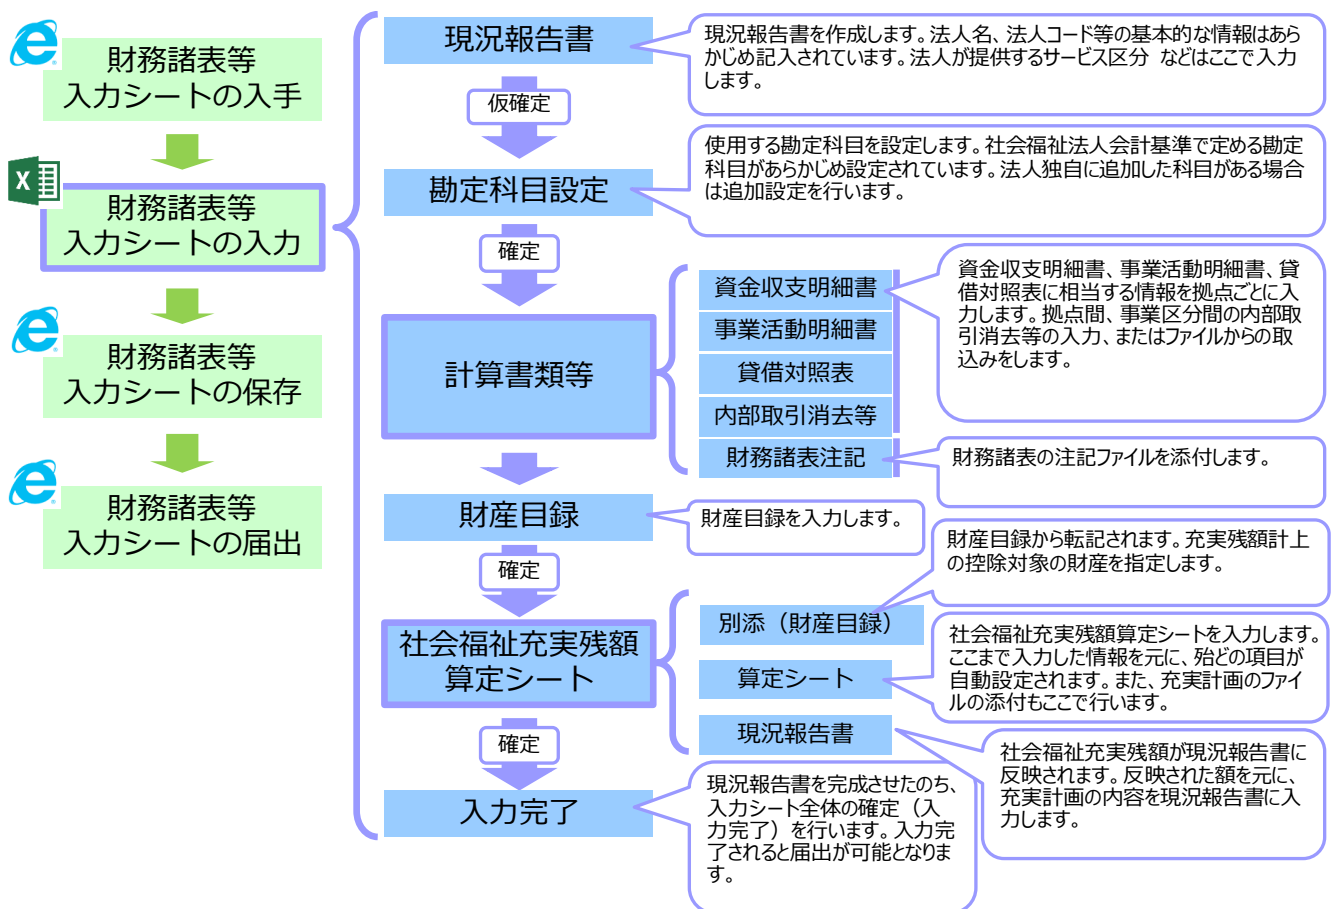 財務諸表等
入力シートの入手
財務諸表等
入力シートの入力
財務諸表等
入力シートの保存
財務諸表等
入力シートの届出
現況報告書
現況報告書を作成します。法人名、法人コード等の基本的な情報はあら
かじめ記入されています。法人が提供するサービス区分 などはここで入力
します。
仮確定
勘定科目設定
使用する勘定科目を設定します。社会福祉法人会計基準で定める勘定
科目があらかじめ設定されています。法人独自に追加した科目がある場合
は追加設定を行います。
確定
計算書類等
資金収支明細書
事業活動明細書
貸借対照表
内部取引消去等
財務諸表注記
資金収支明細書、事業活動明細書、貸
借対照表に相当する情報を拠点ごとに入
力します。拠点間、事業区分間の内部取
引消去等の入力、またはファイルからの取
込みをします。
財務諸表の注記ファイルを添付します。
財産目録
財産目録を入力します。
確定
社会福祉充実残額
算定シート
別添（財産目録）
財産目録から転記されます。充実残額計上
の控除対象の財産を指定します。
算定シート
社会福祉充実残額算定シートを入力します。
ここまで入力した情報を元に、殆どの項目が
自動設定されます。また、充実計画のファイ
ルの添付もここで行います。
現況報告書
社会福祉充実残額が現況報告書に
反映されます。反映された額を元に、
充実計画の内容を現況報告書に入
力します。
確定
入力完了
現況報告書を完成させたのち、
入力シート全体の確定（入
力完了）を行います。入力完
了されると届出が可能となりま
す。